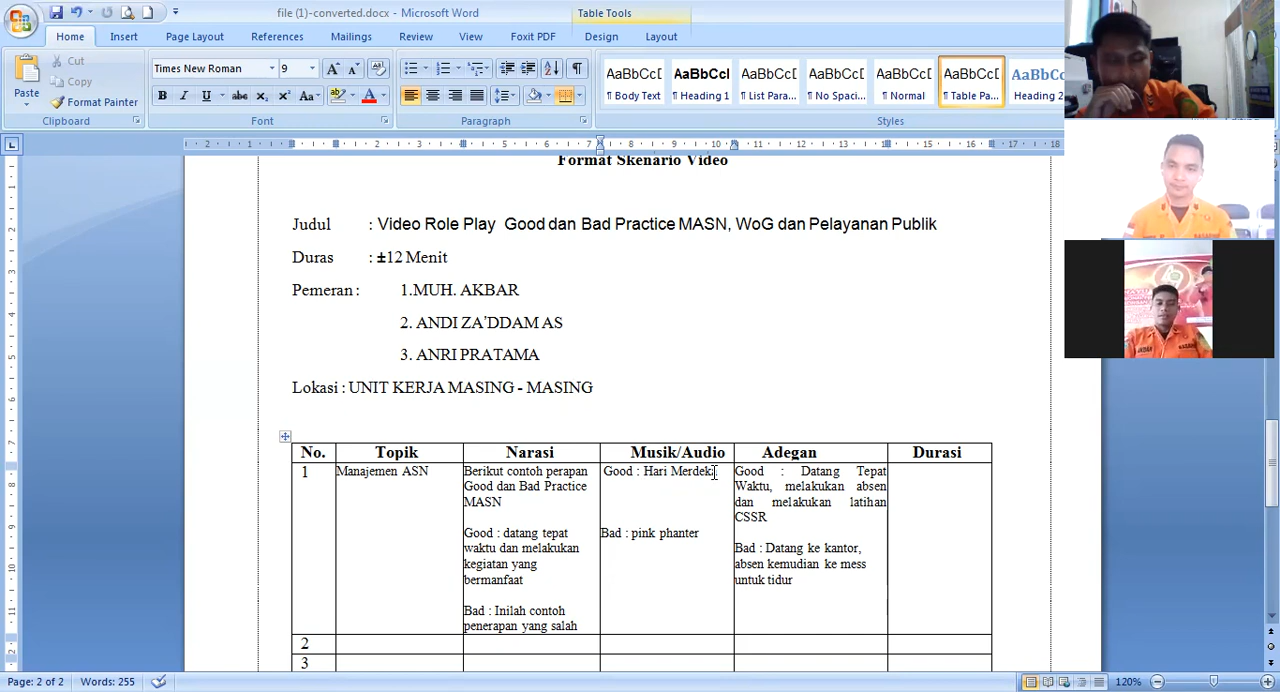 file (1)-converted.docx - Microsoft Word
Table Tools
Home Insert Page Layout References Mailings Review View Foxit PDF Design Layout
Paste
Cut
Copy
Format Painter
Clipboard
Times New Roman 9
Font
Paragraph
AaBbCcI ¶ Body Text
AaBbCcl ¶ Heading 1
AaBbCcI ¶ List Para...
AaBbCcI ¶ No Spaci...
AaBbCcI ¶ Normal
AaBbCcI ¶ Table Pa...
AaBbCc Heading 2
Styles
Format Skenario Video
Judul : Video Role Play Good dan Bad Practice MASN, WoG dan Pelayanan Publik
Duras : ±12 Menit
Pemeran : 1.MUH. AKBAR
2. ANDI ZA’DDAM AS
3. ANRI PRATAMA
Lokasi : UNIT KERJA MASING - MASING
No. Topik Narasi Musik/Audio Adegan Durasi
1
Manajemen ASN
Berikut contoh perapan
Good dan Bad Practice
MASN
Good : datang tepat
waktu dan melakukan
kegiatan yang
bermanfaat
Bad : Inilah contoh
penerapan yang salah
Good : Hari Merdeki
Bad : pink phanter
Good : Datang Tepat
Waktu, melakukan absen
dan melakukan latihan
CSSR
Bad : Datang ke kantor,
absen kemudian ke mess
untuk tidur
2
3
Page: 2 of 2 Words: 255 120%